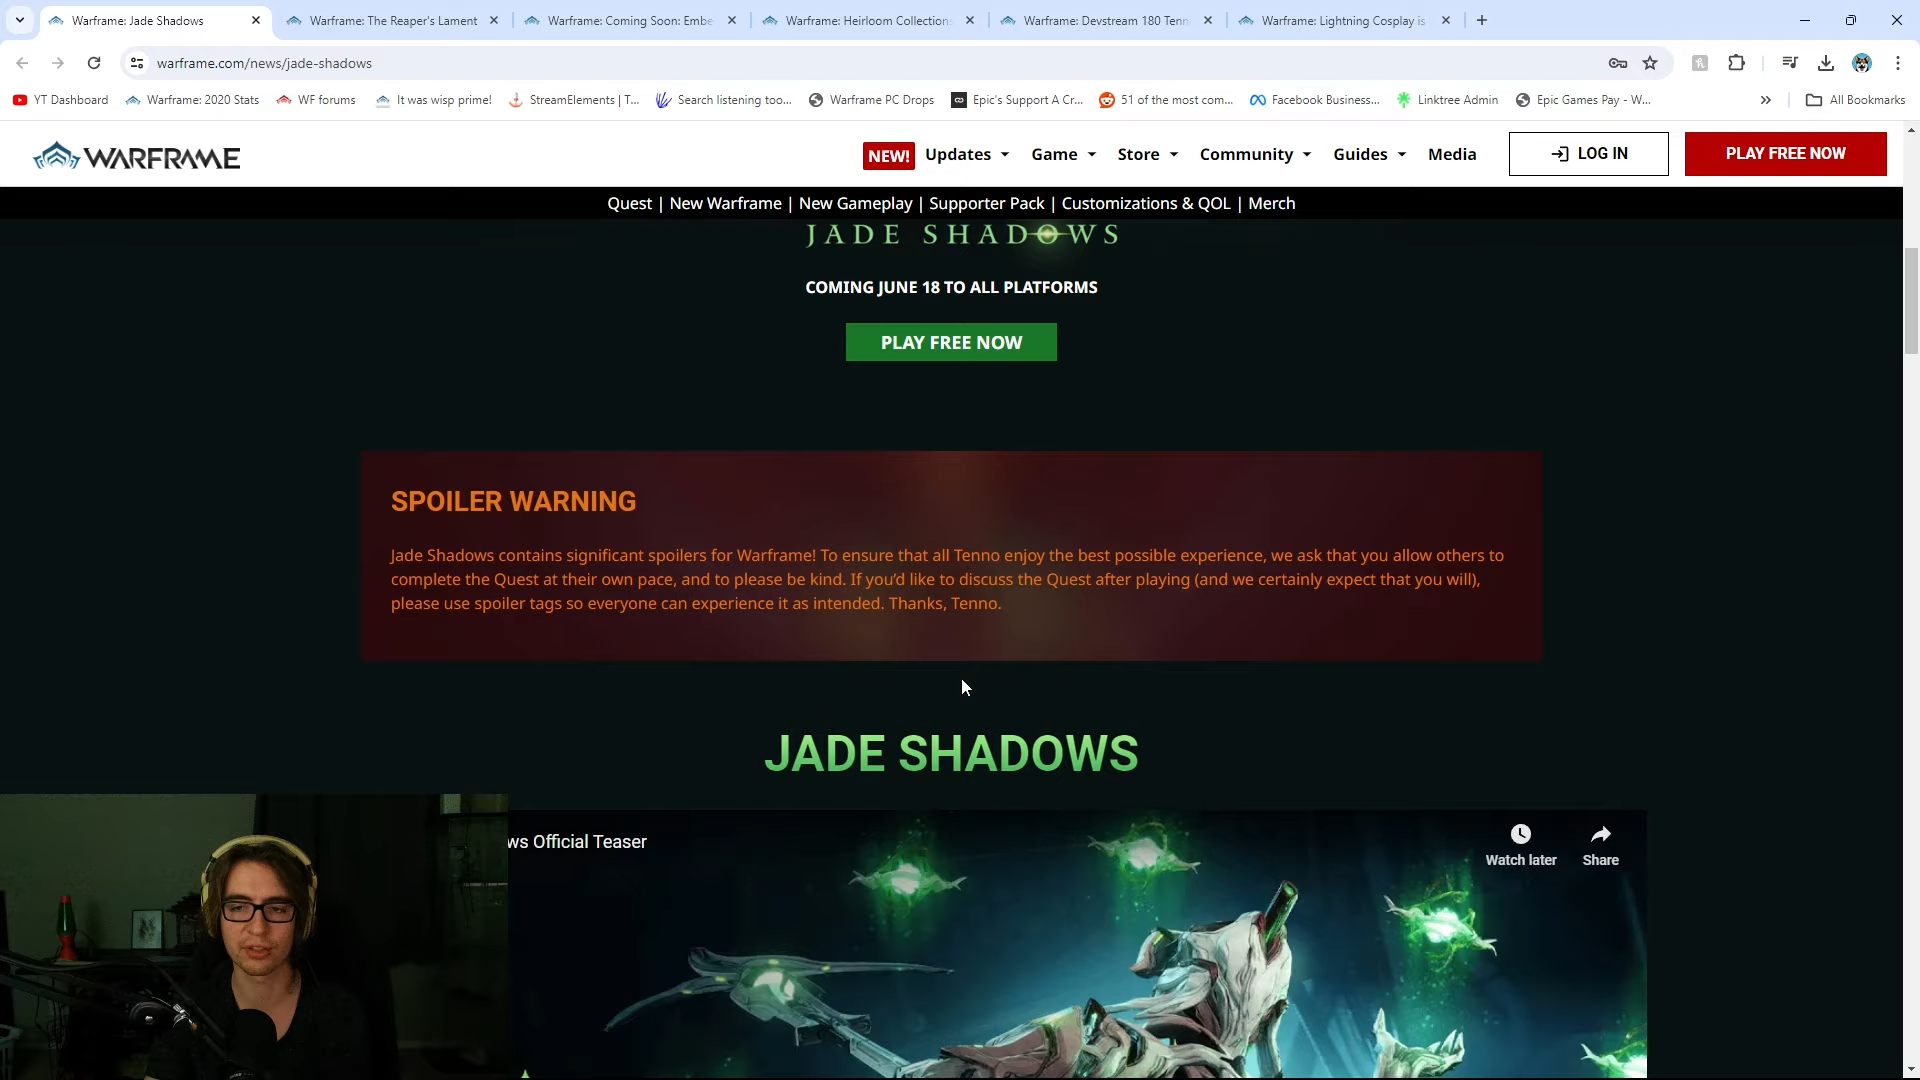 Warframe: Jade Shadows
Warframe: The Reaper's Lament
Warframe: Coming Soon: Embe
Warframe: Heirloom Collections
Warframe: Devstream 180 Tenn
Warframe: Lightning Cosplay is
warframe.com/news/jade-shadows
YT Dashboard
Warframe: 2020 Stats
WF forums
It was wisp prime!
StreamElements | T...
Search listening too...
Warframe PC Drops
Epic's Support A Cr...
51 of the most com...
Facebook Business...
Linktree Admin
Epic Games Pay - W...
All Bookmarks
WARFRAME
NEW! Updates Game Store Community Guides Media
LOG IN
PLAY FREE NOW
Quest | New Warframe | New Gameplay | Supporter Pack | Customizations & QOL | Merch
JADE SHADOWS
COMING JUNE 18 TO ALL PLATFORMS
PLAY FREE NOW
SPOILER WARNING
Jade Shadows contains significant spoilers for Warframe! To ensure that all Tenno enjoy the best possible experience, we ask that you allow others to
complete the Quest at their own pace, and to please be kind. If you'd like to discuss the Quest after playing (and we certainly expect that you will),
please use spoiler tags so everyone can experience it as intended. Thanks, Tenno.
JADE SHADOWS
ws Official Teaser
Watch later
Share